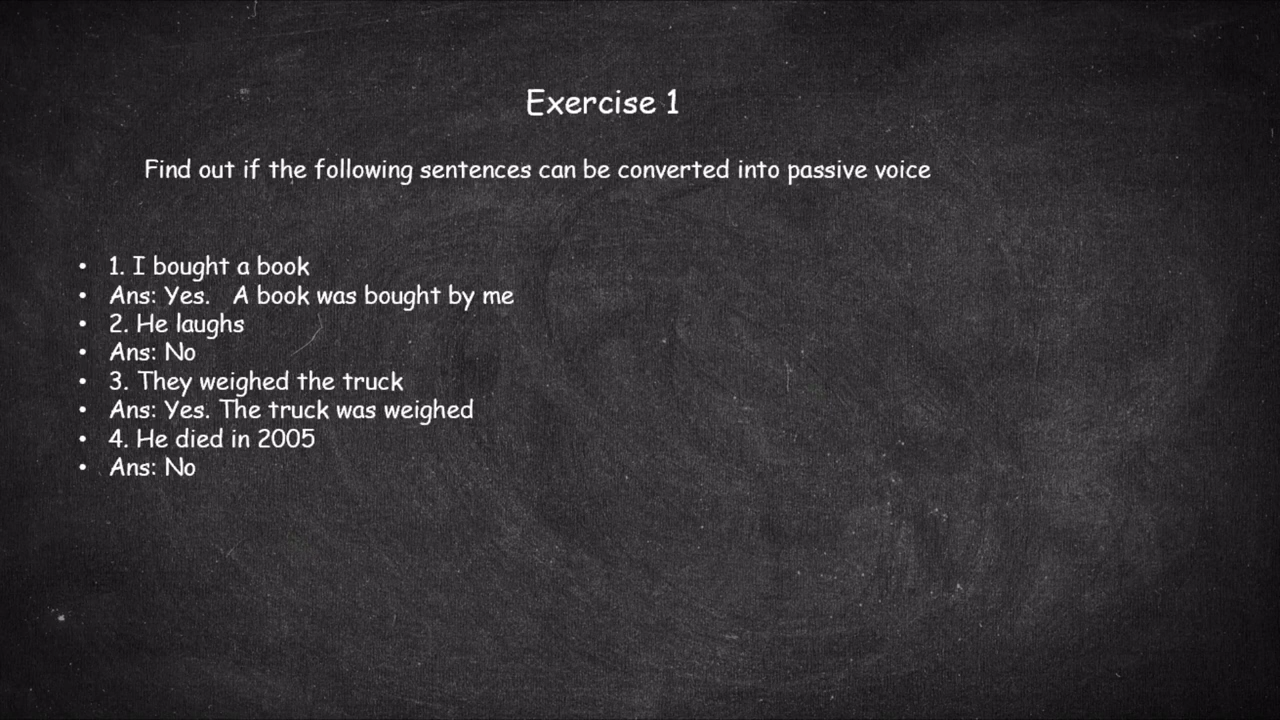 Exercise 1
Find out if the following sentences can be converted into passive voice
• 1. I bought a book
• Ans: Yes.   A book was bought by me
• 2. He laughs
• Ans: No
• 3. They weighed the truck
• Ans: Yes. The truck was weighed
• 4. He died in 2005
• Ans: No